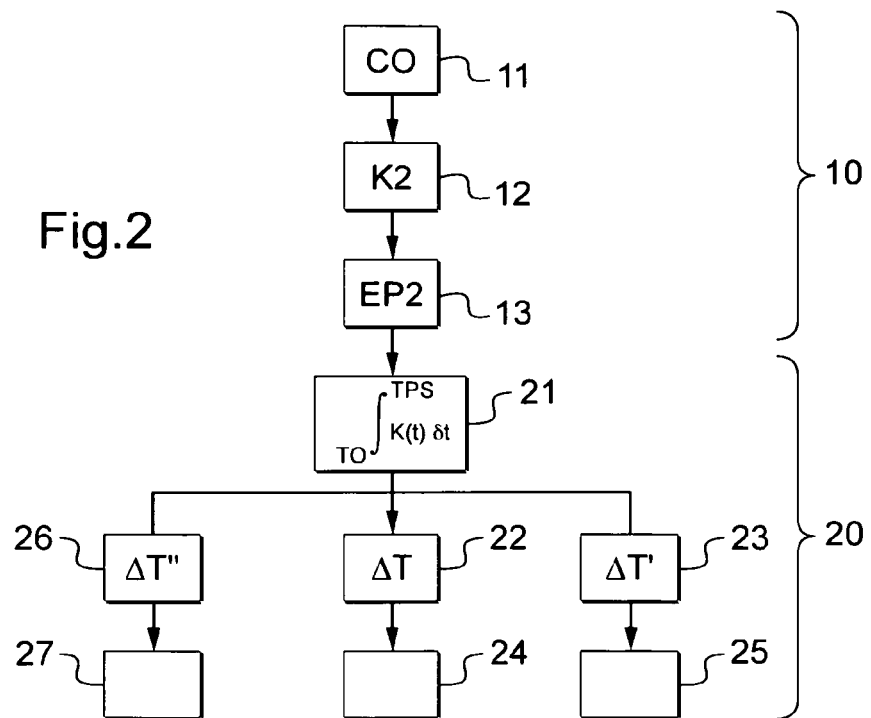 CO
11
K2
12
10
Fig.2
EP2
13
TPS
21
K(t) δt
TO
26
22
23
20
ΔT"
ΔT
ΔT'
27
24
25